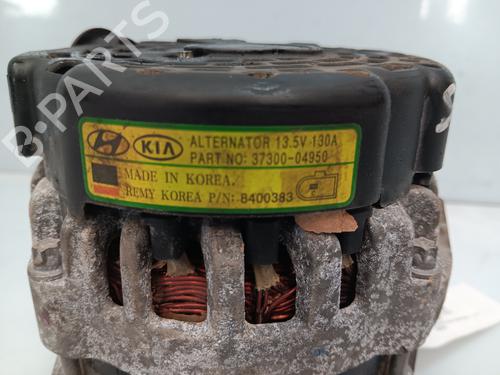 KIA ALTERNATOR 13.5V 130A
PART NO: 37300-04950
MADE IN KOREA.
REMY KOREA P/N: 8400383
B-PARTS